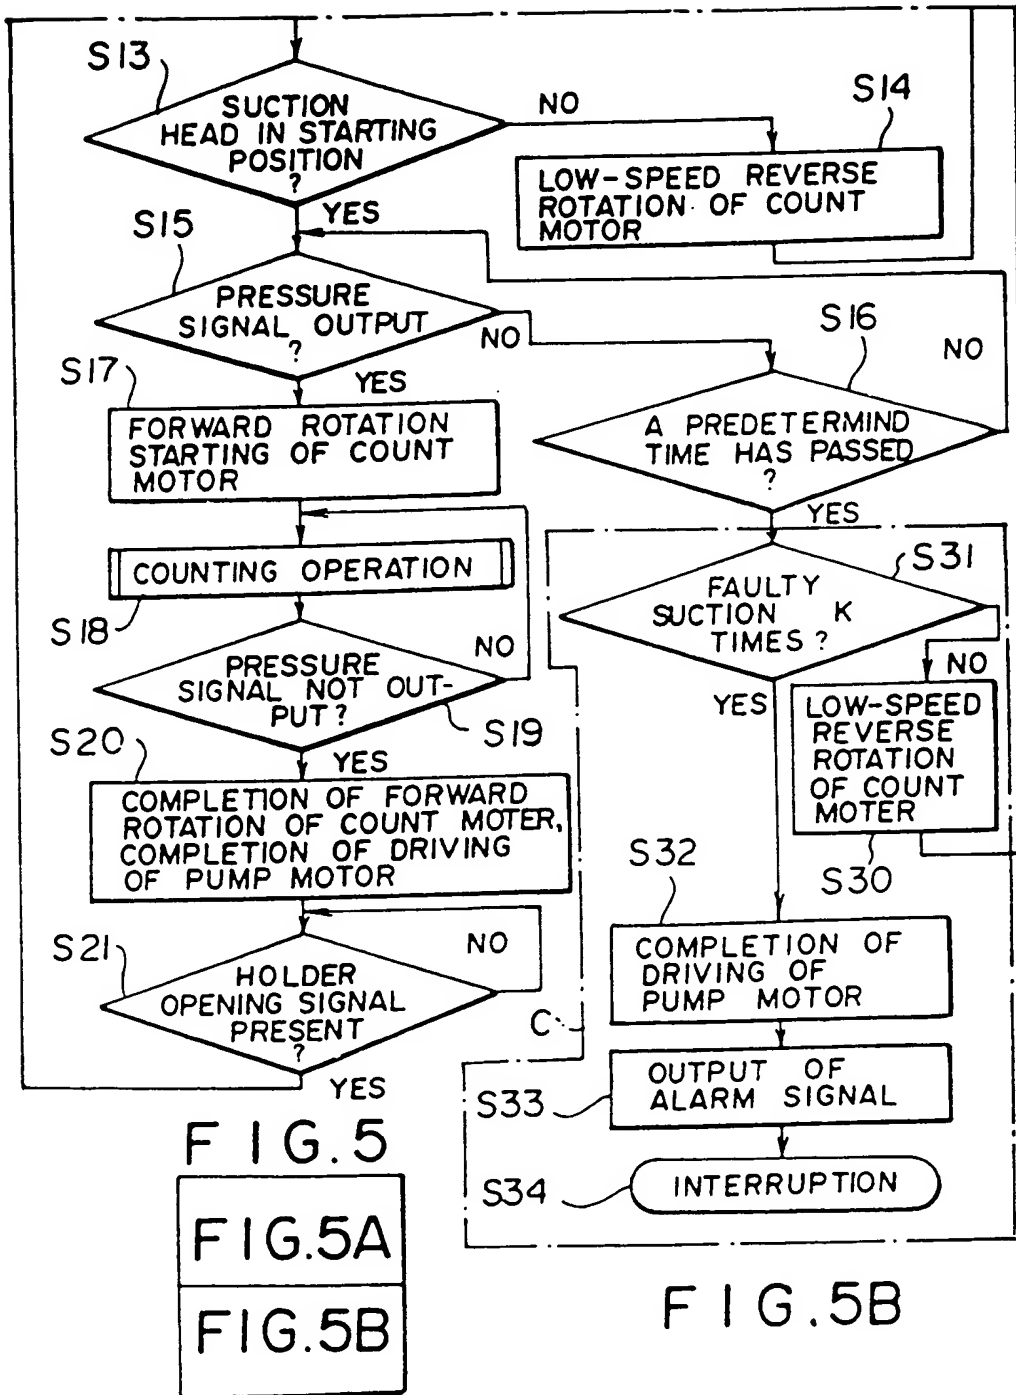 S13
SUCTION
HEAD IN STARTING
POSITION
?
NO
S14
LOW-SPEED REVERSE
ROTATION OF COUNT
MOTOR
YES
S15
PRESSURE
SIGNAL OUTPUT
?
NO
S16
NO
A PREDETERMIND
TIME HAS PASSED
?
YES
S17
YES
FORWARD ROTATION
STARTING OF COUNT
MOTOR
COUNTING OPERATION
S18
PRESSURE
SIGNAL NOT OUT-
PUT?
NO
S19
YES
S20
COMPLETION OF FORWARD
ROTATION OF COUNT MOTER,
COMPLETION OF DRIVING
OF PUMP MOTOR
S21
HOLDER
OPENING SIGNAL
PRESENT
?
NO
YES
S31
FAULTY
SUCTION K
TIMES?
NO
YES
LOW-SPEED
REVERSE
ROTATION
OF COUNT
MOTER
S30
S32
COMPLETION OF
DRIVING OF
PUMP MOTOR
C
S33
OUTPUT OF
ALARM SIGNAL
S34
INTERRUPTION
FIG.5
FIG.5A
FIG.5B
FIG.5B